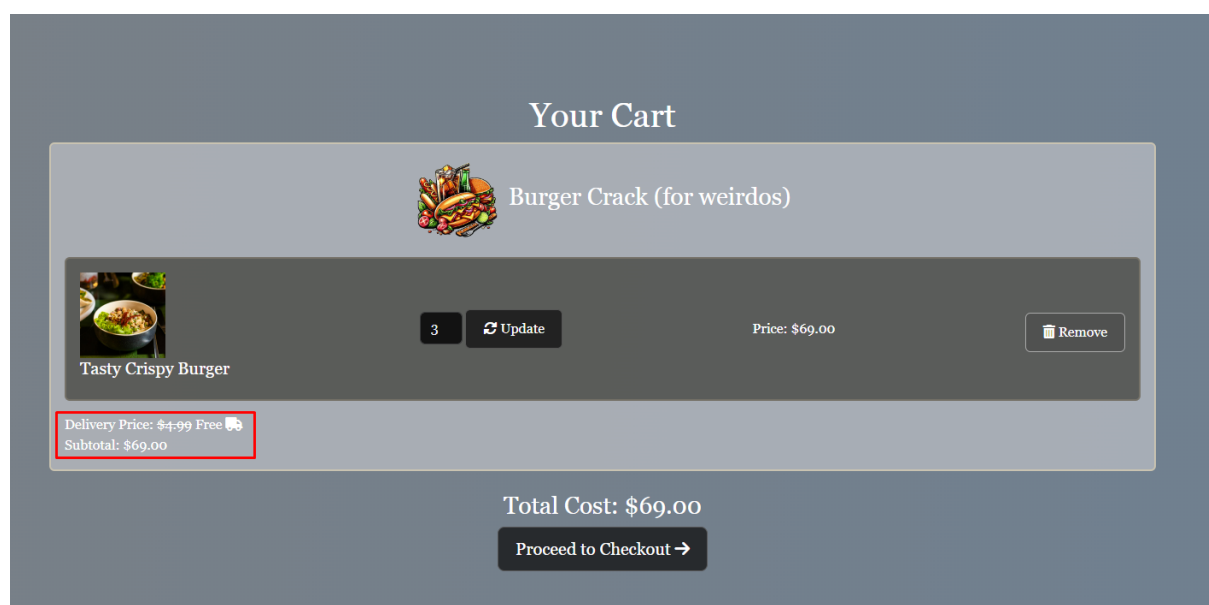 Your Cart
Burger Crack (for weirdos)
3
Update
Price: $69.00
Remove
Tasty Crispy Burger
Delivery Price: $4.99 Free
Subtotal: $69.00
Total Cost: $69.00
Proceed to Checkout →